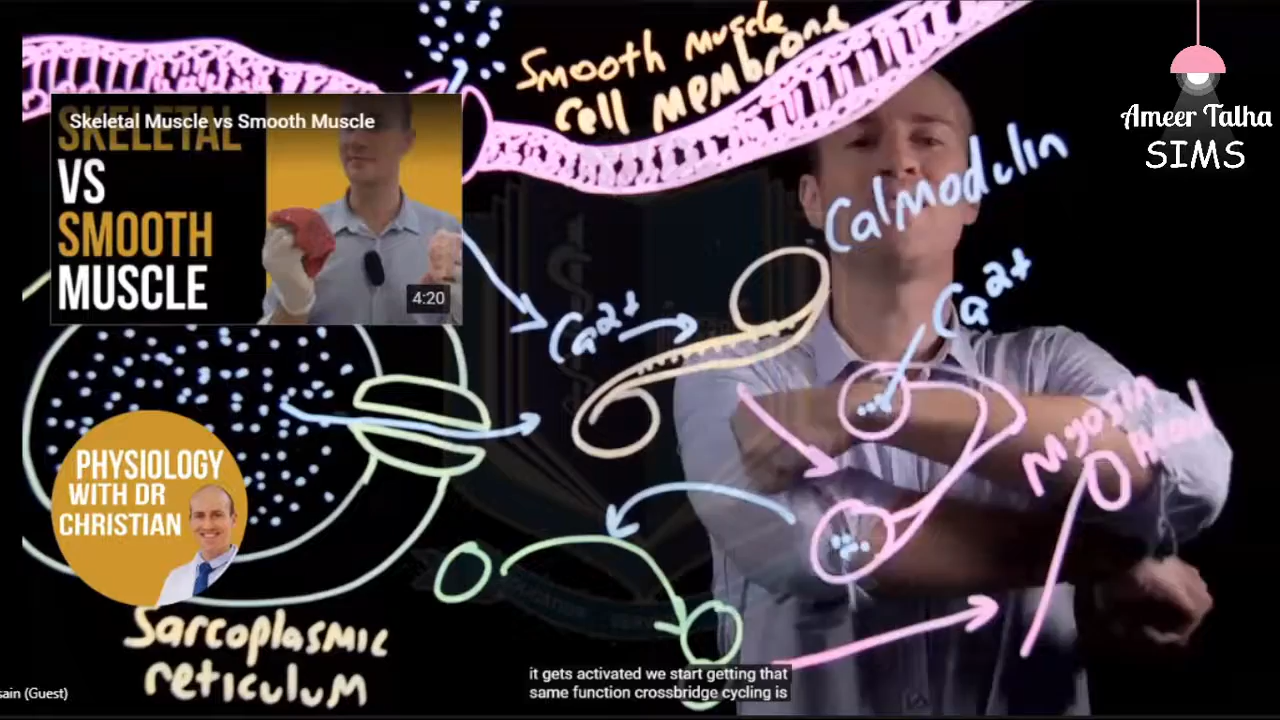 Smooth muscle
cell membrane
Ameer Talha
SIMS
Skeletal Muscle vs Smooth Muscle
SKELETAL
VS
SMOOTH
MUSCLE
4:20
Calmodulin
Ca2+
Ca2+
Myosin
head
PHYSIOLOGY
WITH DR
CHRISTIAN
Sarcoplasmic
reticulum
it gets activated we start getting that
same function crossbridge cycling is
sain (Guest)